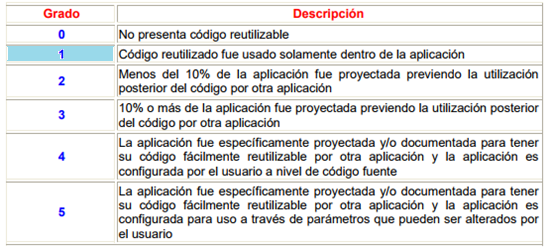 Grado Descripción
0 No presenta código reutilizable
1 Código reutilizado fue usado solamente dentro de la aplicación
2 Menos del 10% de la aplicación fue proyectada previendo la utilización
posterior del código por otra aplicación
3 10% o más de la aplicación fue proyectada previendo la utilización posterior
del código por otra aplicación
La aplicación fue específicamente proyectada y/o documentada para tener
4 su código fácilmente reutilizable por otra aplicación y la aplicación es
configurada por el usuario a nivel de código fuente
La aplicación fue específicamente proyectada y/o documentada para tener
5 su código fácilmente reutilizable por otra aplicación y la aplicación es
configurada para uso a través de parámetros que pueden ser alterados por
el usuario